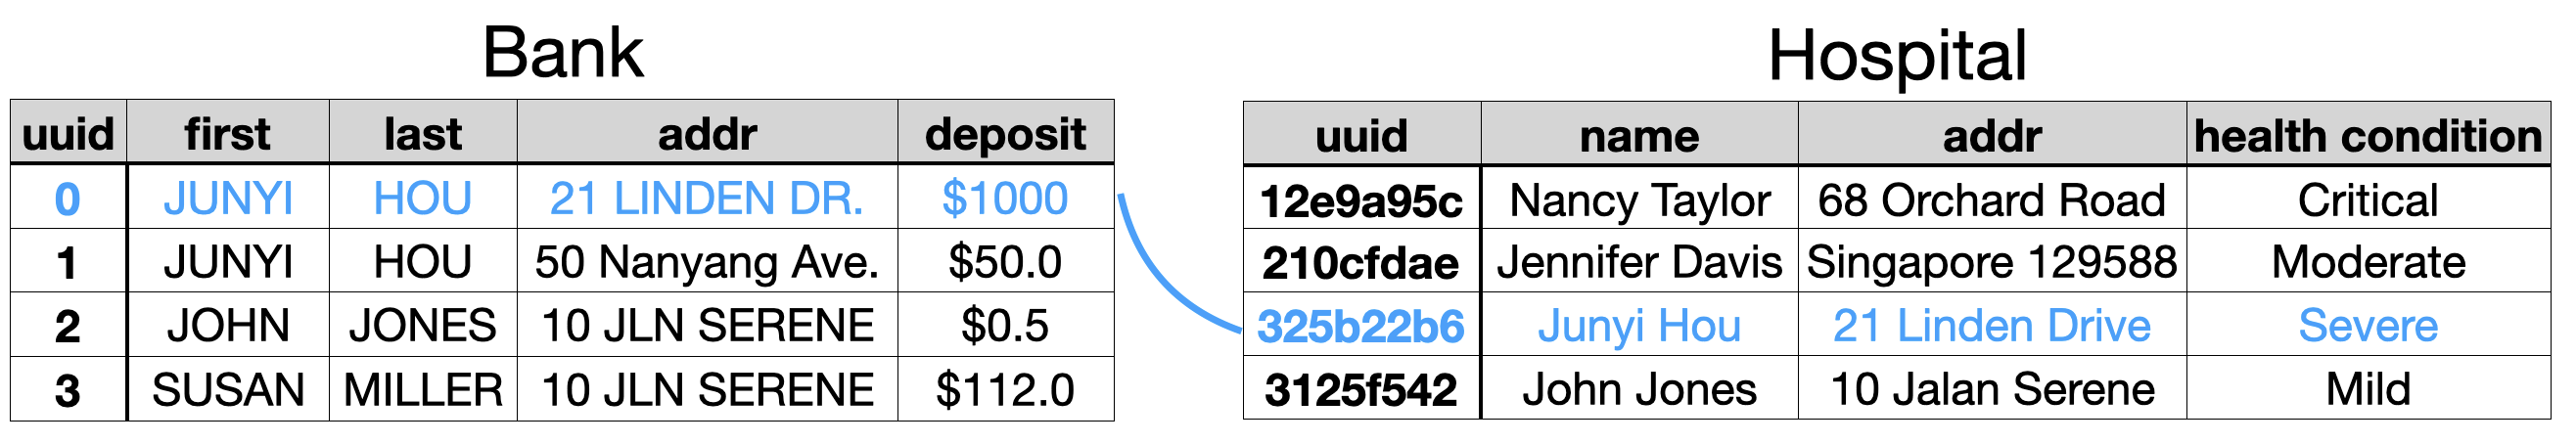 Bank
uuid first last addr deposit
0 JUNYI HOU 21 LINDEN DR. $1000
1 JUNYI HOU 50 Nanyang Ave. $50.0
2 JOHN JONES 10 JLN SERENE $0.5
3 SUSAN MILLER 10 JLN SERENE $112.0
Hospital
uuid name addr health condition
12e9a95c Nancy Taylor 68 Orchard Road Critical
210cfdae Jennifer Davis Singapore 129588 Moderate
325b22b6 Junyi Hou 21 Linden Drive Severe
3125f542 John Jones 10 Jalan Serene Mild